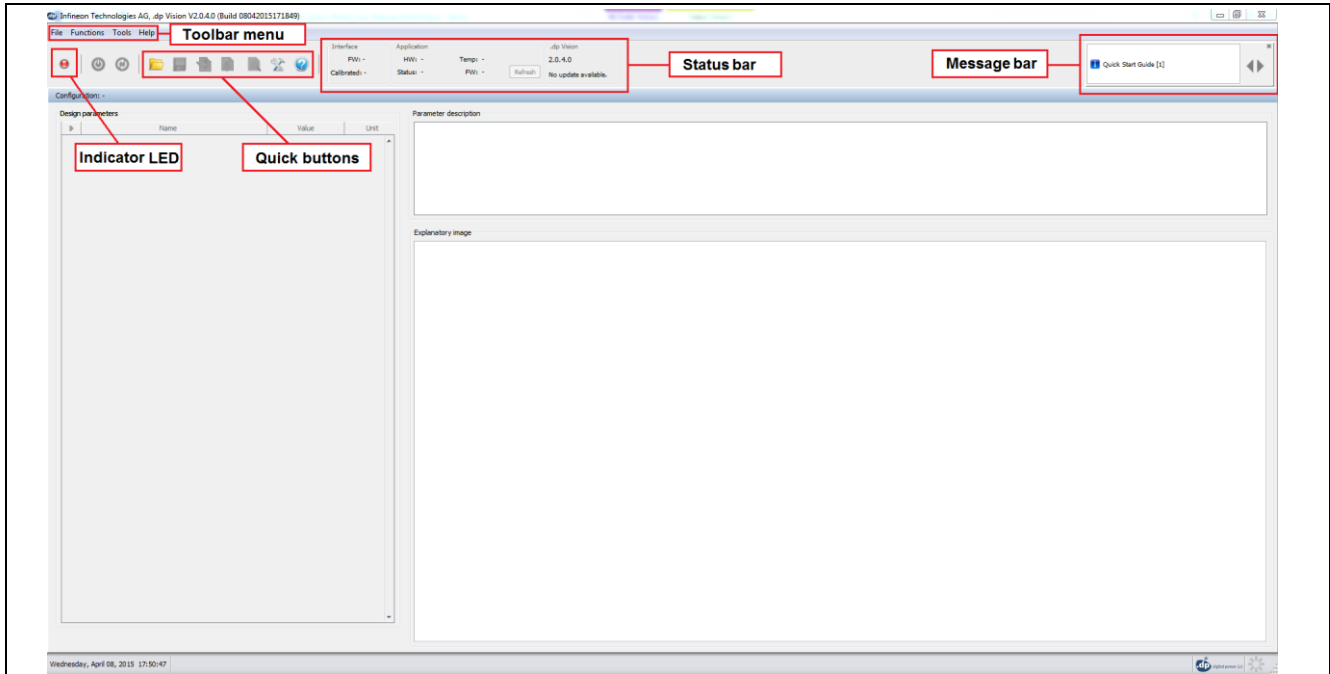 Infineon Technologies AG, .dp Vision V2.0.4.0 (Build 08042015171849)
File Functions Tools Help
Toolbar menu
Interface
FW: -
Calibrated: -
Application
HW: -
Temp: -
Status: -
FW: -
Refresh
.dp Vision
2.0.4.0
No update available.
Status bar
Message bar
Quick Start Guide [1]
Configuration: -
Design parameters
Name Value Unit
Parameter description
Indicator LED
Quick buttons
Explanatory image
Wednesday, April 08, 2015 17:50:47
.dp